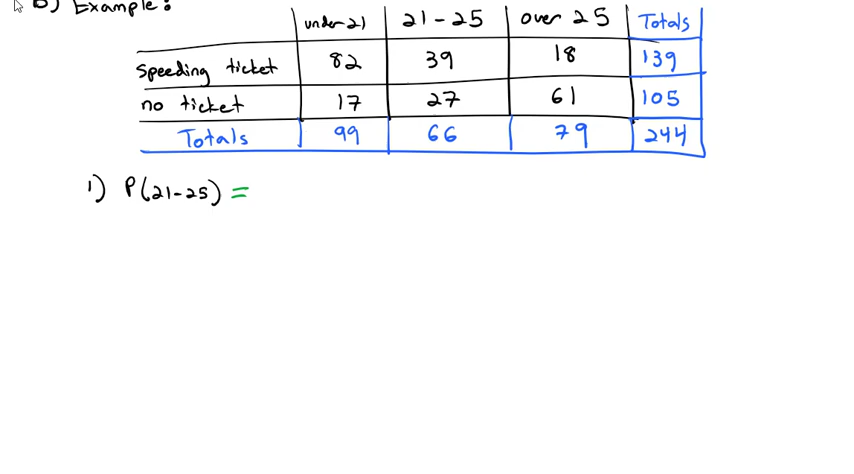 B) Example:
under 21 21-25 over 25 Totals
speeding ticket 82 39 18 139
no ticket 17 27 61 105
Totals 99 66 79 244
1) P(21-25) =